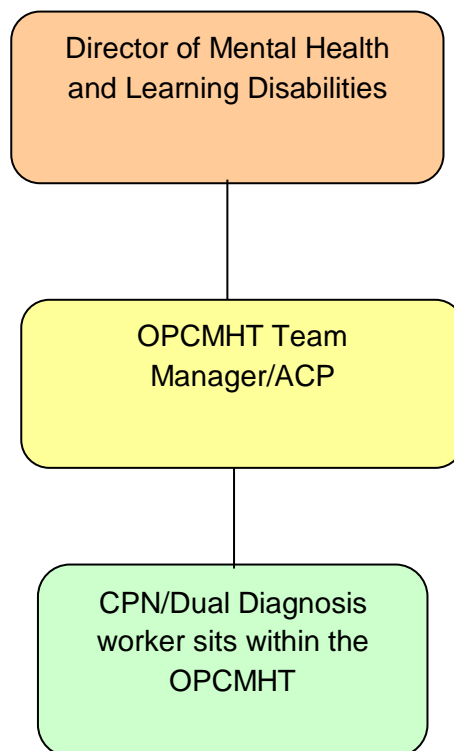 Director of Mental Health
and Learning Disabilities
OPCMHT Team
Manager/ACP
CPN/Dual Diagnosis
worker sits within the
OPCMHT